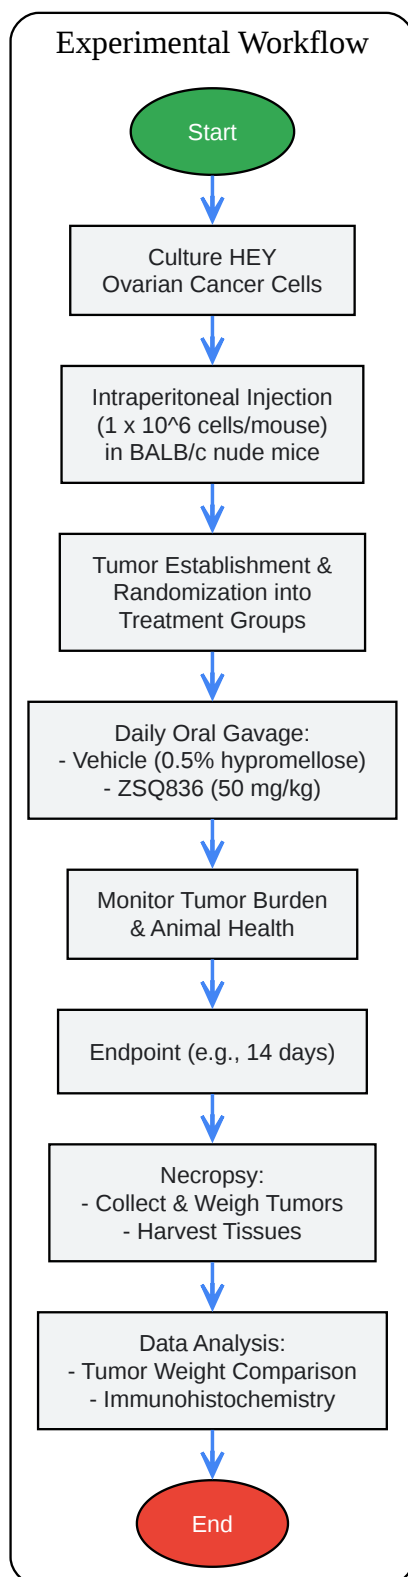 Experimental Workflow
Start
Culture HEY
Ovarian Cancer Cells
Intraperitoneal Injection
(1 x 10^6 cells/mouse)
in BALB/c nude mice
Tumor Establishment &
Randomization into
Treatment Groups
Daily Oral Gavage:
- Vehicle (0.5% hypromellose)
- ZSQ836 (50 mg/kg)
Monitor Tumor Burden
& Animal Health
Endpoint (e.g., 14 days)
Necropsy:
- Collect & Weigh Tumors
- Harvest Tissues
Data Analysis:
- Tumor Weight Comparison
- Immunohistochemistry
End